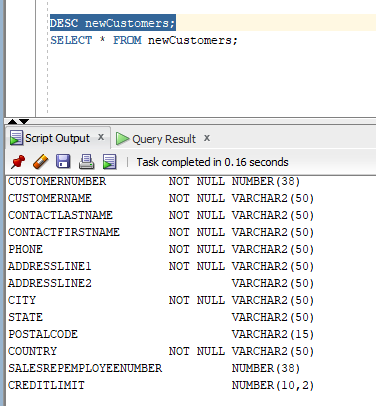 DESC newCustomers;
SELECT * FROM newCustomers;
Script Output x Query Result x
Task completed in 0.16 seconds
CUSTOMERNUMBER NOT NULL NUMBER(38)
CUSTOMERNAME NOT NULL VARCHAR2(50)
CONTACTLASTNAME NOT NULL VARCHAR2(50)
CONTACTFIRSTNAME NOT NULL VARCHAR2(50)
PHONE NOT NULL VARCHAR2(50)
ADDRESSLINE1 NOT NULL VARCHAR2(50)
ADDRESSLINE2 VARCHAR2(50)
CITY NOT NULL VARCHAR2(50)
STATE VARCHAR2(50)
POSTALCODE VARCHAR2(15)
COUNTRY NOT NULL VARCHAR2(50)
SALESREPEMPLOYEENUMBER NUMBER(38)
CREDITLIMIT NUMBER(10,2)